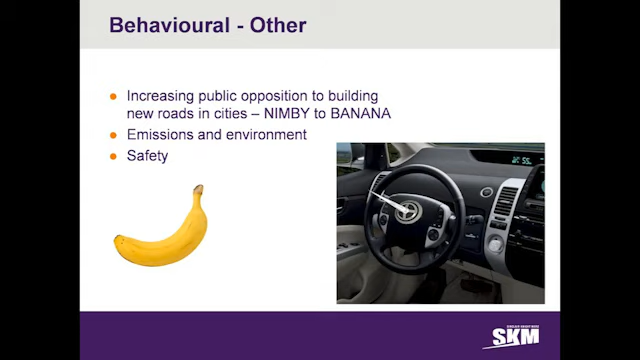 Behavioural - Other
Increasing public opposition to building
new roads in cities – NIMBY to BANANA
Emissions and environment
Safety
55
SKM